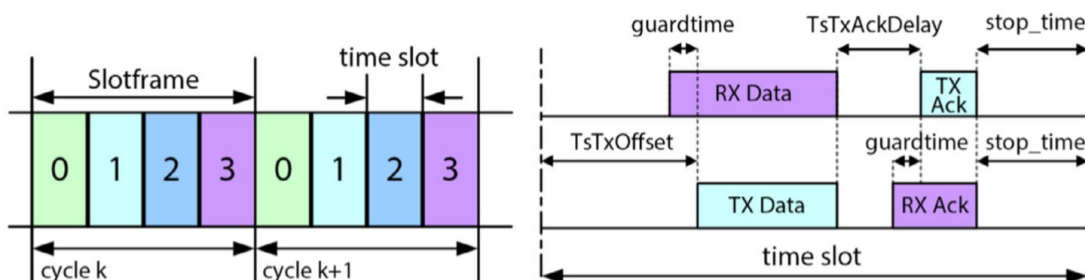 Slotframe
time slot
0 1 2 3 0 1 2 3
cycle k
cycle k+1
guardtime
TsTxAckDelay
stop_time
RX Data
TX
Ack
TsTxOffset
guardtime
stop_time
TX Data
RX Ack
time slot